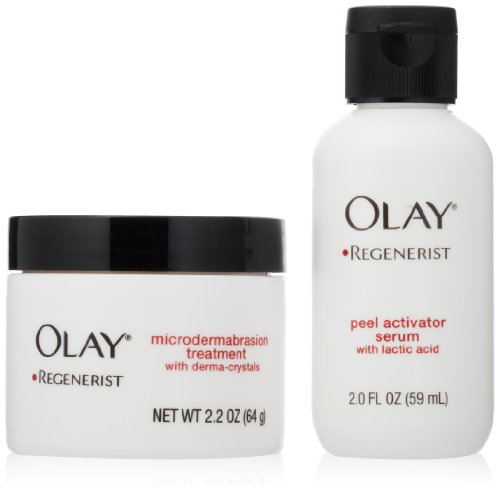 OLAY®
•REGENERIST
microdermabrasion
treatment
with derma-crystals
NET WT 2.2 OZ (64 g)
OLAY®
•REGENERIST
peel activator
serum
with lactic acid
2.0 FL OZ (59 mL)